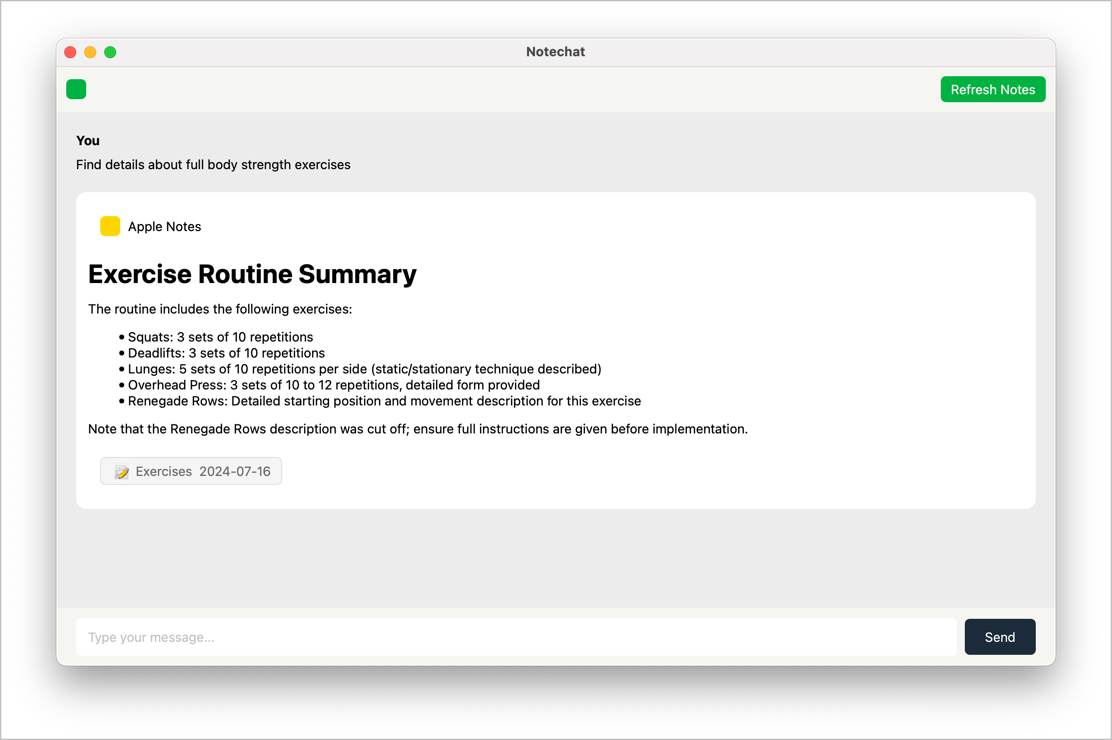 Notechat
Refresh Notes
You
Find details about full body strength exercises
Apple Notes
Exercise Routine Summary
The routine includes the following exercises:
• Squats: 3 sets of 10 repetitions
• Deadlifts: 3 sets of 10 repetitions
• Lunges: 5 sets of 10 repetitions per side (static/stationary technique described)
• Overhead Press: 3 sets of 10 to 12 repetitions, detailed form provided
• Renegade Rows: Detailed starting position and movement description for this exercise
Note that the Renegade Rows description was cut off; ensure full instructions are given before implementation.
Exercises 2024-07-16
Type your message...
Send